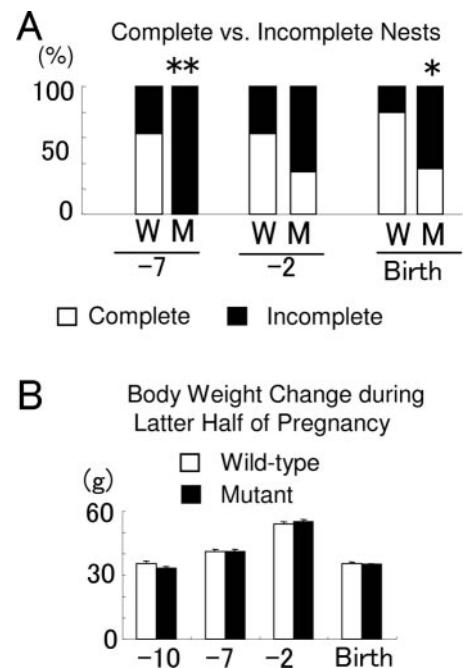 A
Complete vs. Incomplete Nests
(%)
** *
100
50
0
W M W M W M
-7 -2 Birth
Complete Incomplete
B
Body Weight Change during
Latter Half of Pregnancy
Wild-type
(g) Mutant
60
30
0
-10 -7 -2 Birth